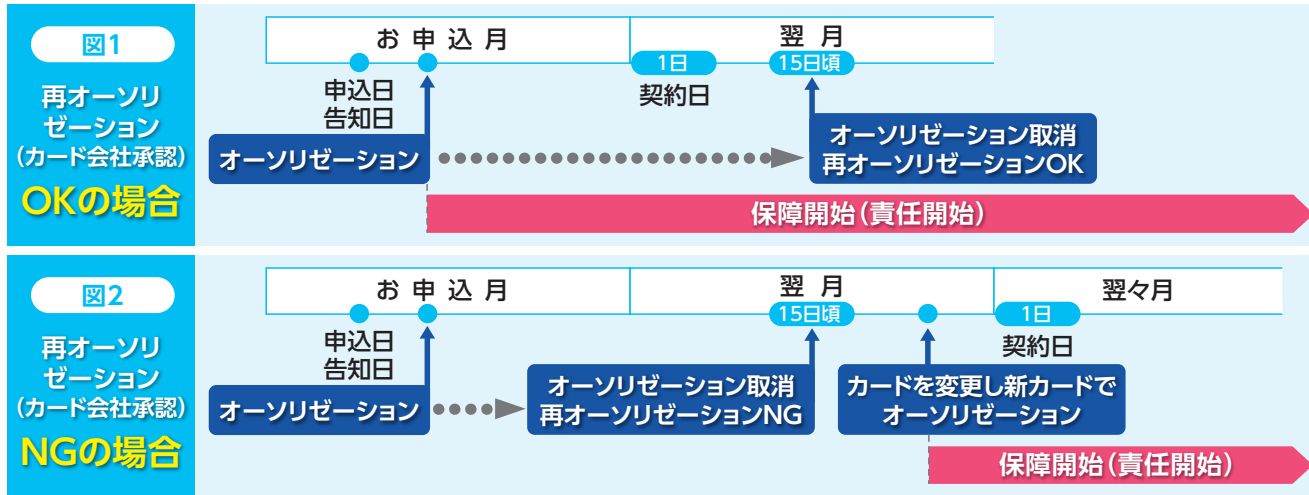 図1
再オーソリ
ゼーション
(カード会社承認)
OKの場合
お申込月
翌月
1日
15日頃
申込日
告知日
契約日
オーソリゼーション
オーソリゼーション取消
再オーソリゼーションOK
保障開始(責任開始)
図2
再オーソリ
ゼーション
(カード会社承認)
NGの場合
お申込月
翌月
翌々月
15日頃
1日
申込日
告知日
契約日
オーソリゼーション
オーソリゼーション取消
再オーソリゼーションNG
カードを変更し新カードで
オーソリゼーション
保障開始(責任開始)